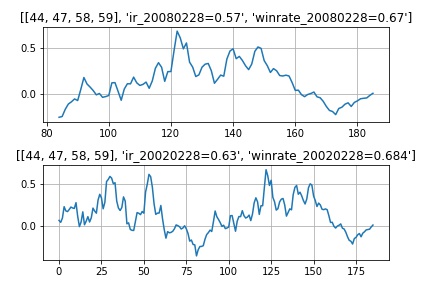 [[44, 47, 58, 59], 'ir_20080228=0.57', 'winrate_20080228=0.67']
0.5
0.0
80 100 120 140 160 180
[[44, 47, 58, 59], 'ir_20020228=0.63', 'winrate_20020228=0.684']
0.5
0.0
0 25 50 75 100 125 150 175